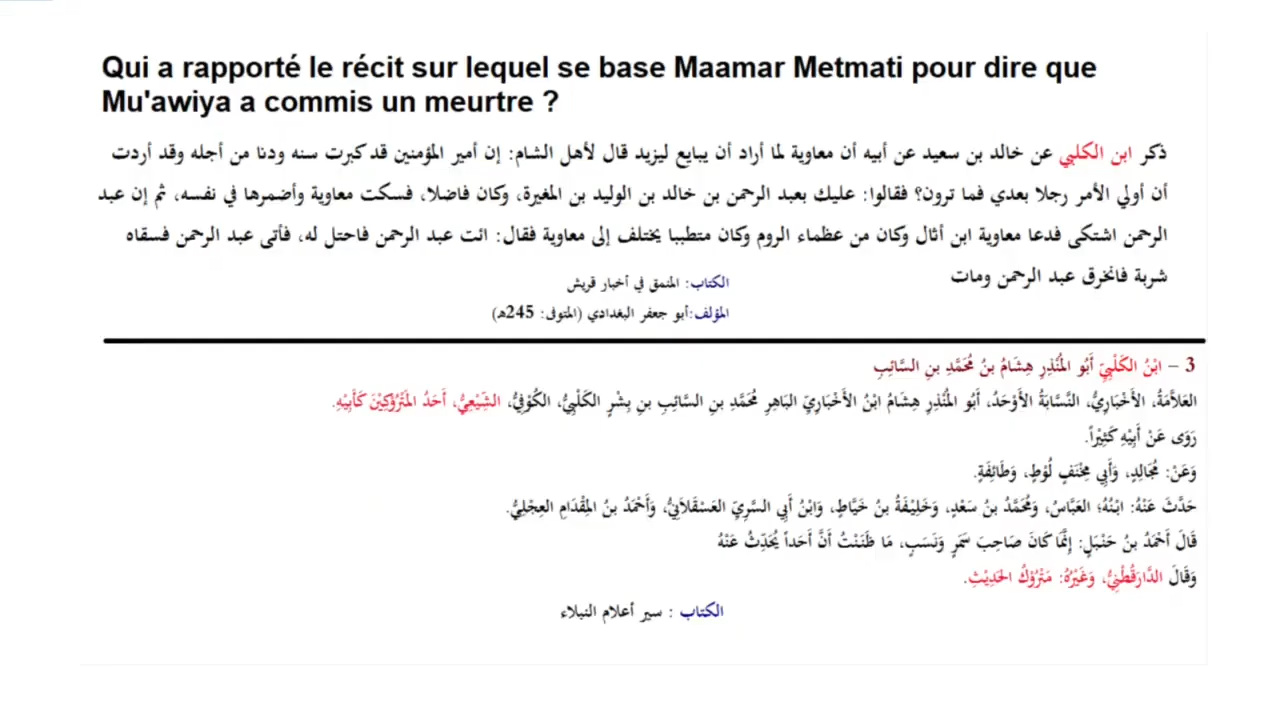 Qui a rapporté le récit sur lequel se base Maamar Metmati pour dire que
Mu'awiya a commis un meurtre ?
ذكر ابن الكلبي عن خالد بن سعيد عن أبيه أن معاوية لما أراد أن يبايع ليزيد قال لأهل الشام: إن أمير المؤمنين قد كبرت سنه ودنا من أجله وقد أردت
أن أولي الأمر رجلا بعدي فما ترون؟ فقالوا: عليك بعبد الرحمن بن خالد بن الوليد بن المغيرة، وكان فاضلا، فسكت معاوية وأضمرها في نفسه، ثم إن عبد
الرحمن اشتكى فدعا معاوية ابن أثال وكان من عظماء الروم وكان متطببا يختلف إلى معاوية فقال: ائت عبد الرحمن فاحتل له، فأتى عبد الرحمن فسقاه
شربة فانخرق عبد الرحمن ومات
الكتاب: المنمق في أخبار قريش
المؤلف:أبو جعفر البغدادي (المتوفى: 245هـ)
3 - ابْنُ الكَلْبِيِّ أَبُو المُنْذِرِ هِشَامُ بنُ مُحَمَّدِ بنِ السَّائِبِ
العَلاَّمَةُ، الأَخْبَارِيُّ، النَّسَّابَةُ الأَوْحَدُ، أَبُو المُنْذِرِ هِشَامُ ابْنُ الأَخْبَارِيِّ البَاهِرِ مُحَمَّدِ بنِ السَّائِبِ بنِ بِشْرٍ الكَلْبِيُّ، الكُوْفِيُّ، الشِّيْعِيُّ، أَحَدُ المَتْرُوْكِيْنَ كَأَبِيْهِ.
رَوَى عَنْ أَبِيْهِ كَثِيْراً.
وَعَنْ: مُجَالِدٍ، وَأَبِي مِخْنَفٍ لُوْطٍ، وَطَائِفَةٍ.
حَدَّثَ عَنْهُ: ابْنُهُ؛ العَبَّاسُ، وَمُحَمَّدُ بنُ سَعْدٍ، وَخَلِيْفَةُ بنُ خَيَّاطٍ، وَابْنُ أَبِي السَّرِيِّ العَسْقَلاَنِيُّ، وَأَحْمَدُ بنُ المِقْدَامِ العِجْلِيُّ.
قَالَ أَحْمَدُ بنُ حَنْبَلٍ: إِنَّمَا كَانَ صَاحِبَ سَمَرٍ وَنَسَبٍ، مَا ظَنَنْتُ أَنَّ أَحَداً يُحَدِّثُ عَنْهُ
وَقَالَ الدَّارَقُطْنِيُّ، وَغَيْرُهُ: مَتْرُوْكُ الحَدِيْثِ.
الكتاب : سير أعلام النبلاء